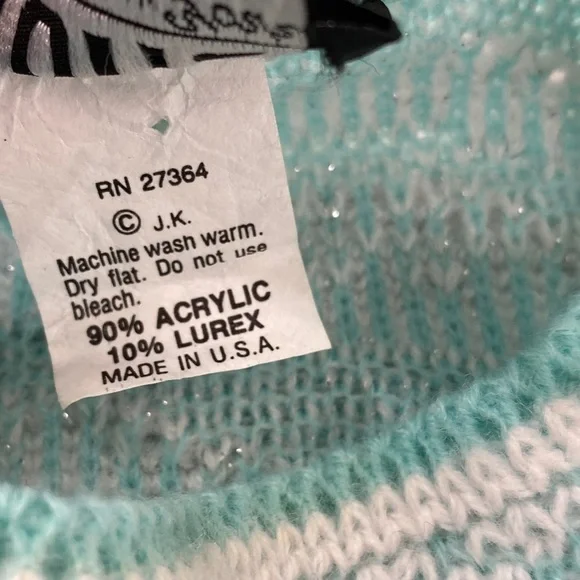 RN 27364
© J.K.
Machine wash warm.
Dry flat. Do not use
bleach.
90% ACRYLIC
10% LUREX
MADE IN U.S.A.